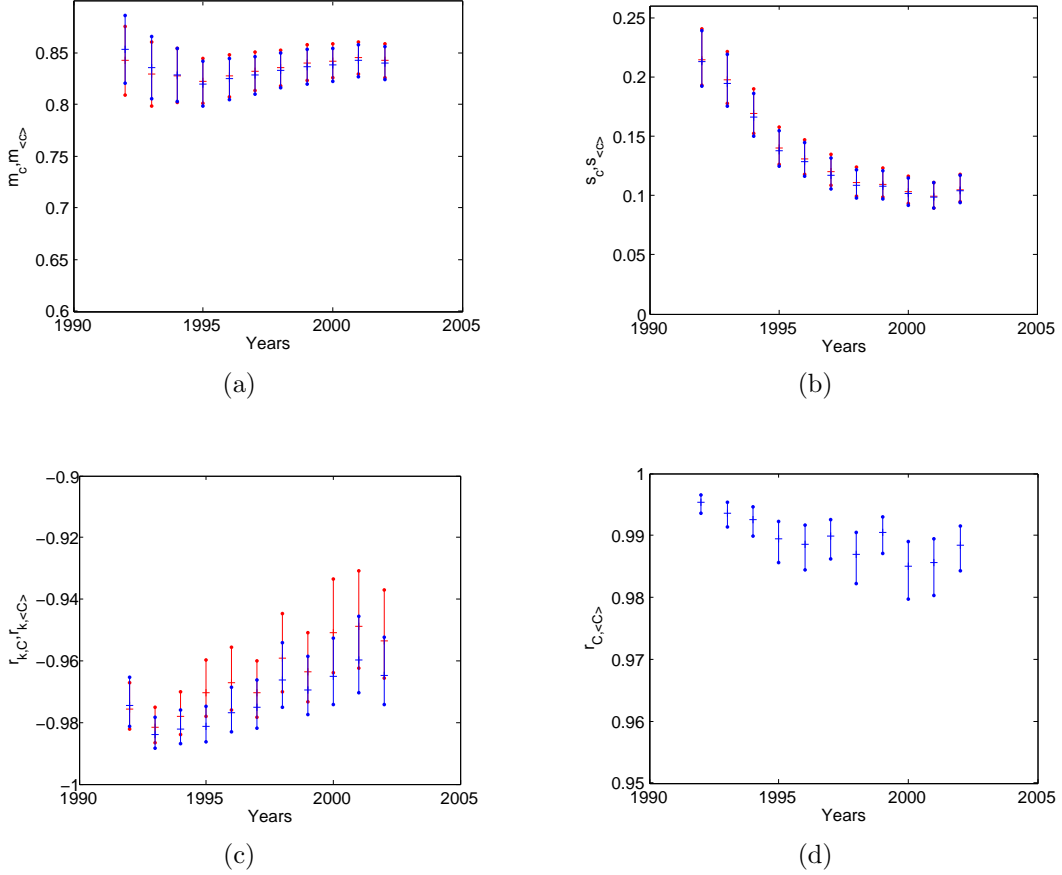 0.85
0.8
0.75
0.7
0.65
0.6
1990 1995 2000 2005
Years
m_c,m_<c>
(a)
0.25
0.2
0.15
0.1
0.05
0
1990 1995 2000 2005
Years
s_c,s_<c>
(b)
−0.9
−0.92
−0.94
−0.96
−0.98
−1
1990 1995 2000 2005
Years
r_k,C,r_k,<C>
(c)
1
0.99
0.98
0.97
0.96
0.95
1990 1995 2000 2005
Years
r_C,<C>
(d)